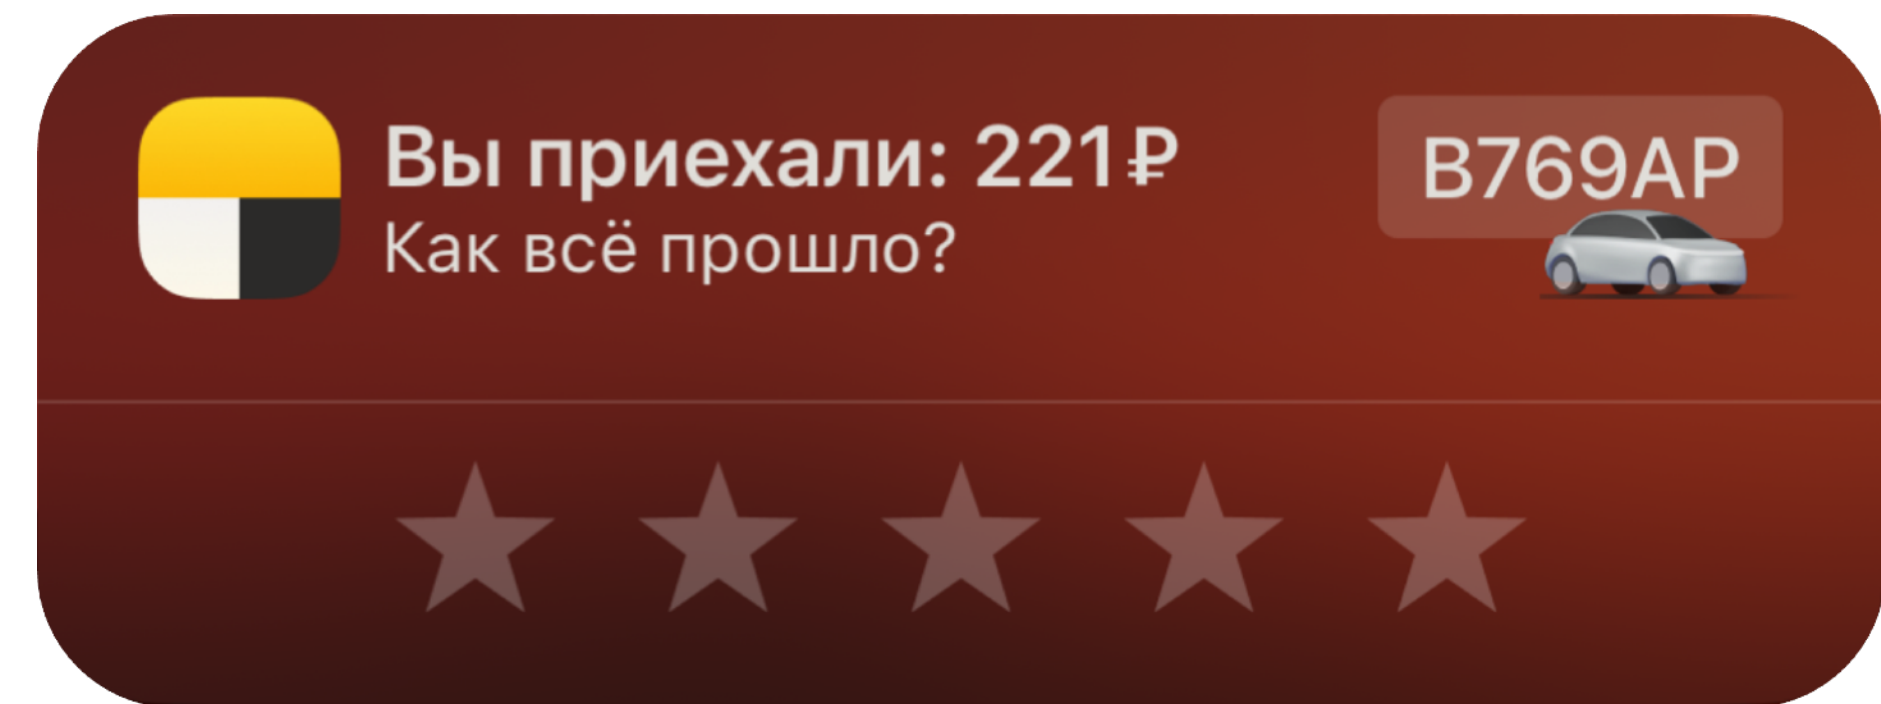 Вы приехали: 221 ₽
В769АР
Как всё прошло?